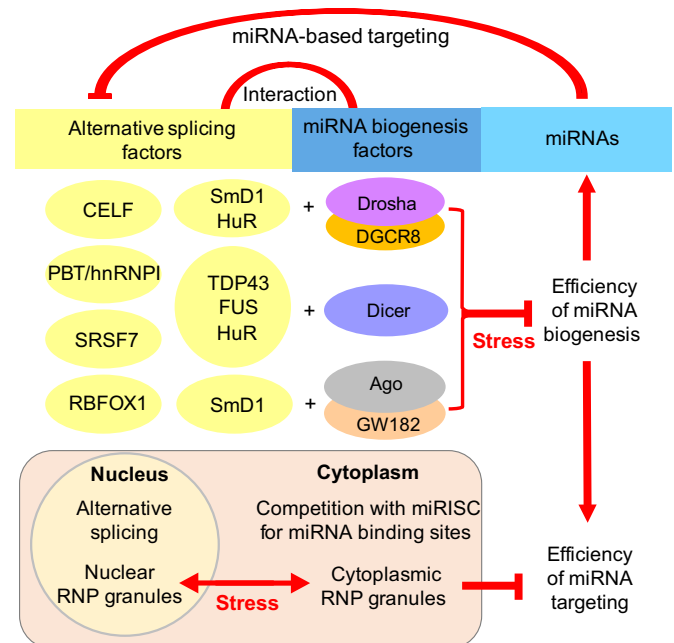 miRNA-based targeting
Interaction
Alternative splicing
factors
miRNA biogenesis
factors
miRNAs
CELF
PBT/hnRNPI
SRSF7
RBFOX1
SmD1
HuR
+
Drosha
DGCR8
TDP43
FUS
HuR
+
Dicer
SmD1
+
Ago
GW182
Stress
Efficiency
of miRNA
biogenesis
Nucleus
Alternative
splicing
Nuclear
RNP granules
Stress
Cytoplasm
Competition with miRISC
for miRNA binding sites
Cytoplasmic
RNP granules
Efficiency
of miRNA
targeting